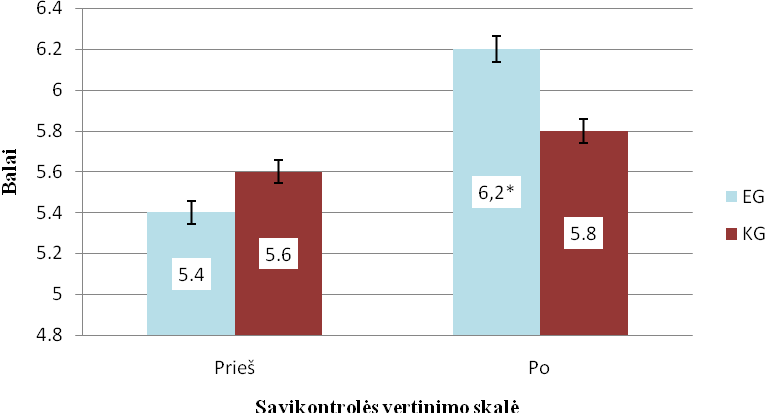 6.4
6.2
6
5.8
5.6
5.4
5.2
5
4.8
Balai
5.4
5.6
6,2*
5.8
Prieš
Po
EG
KG
Savikontrolės vertinimo skalė